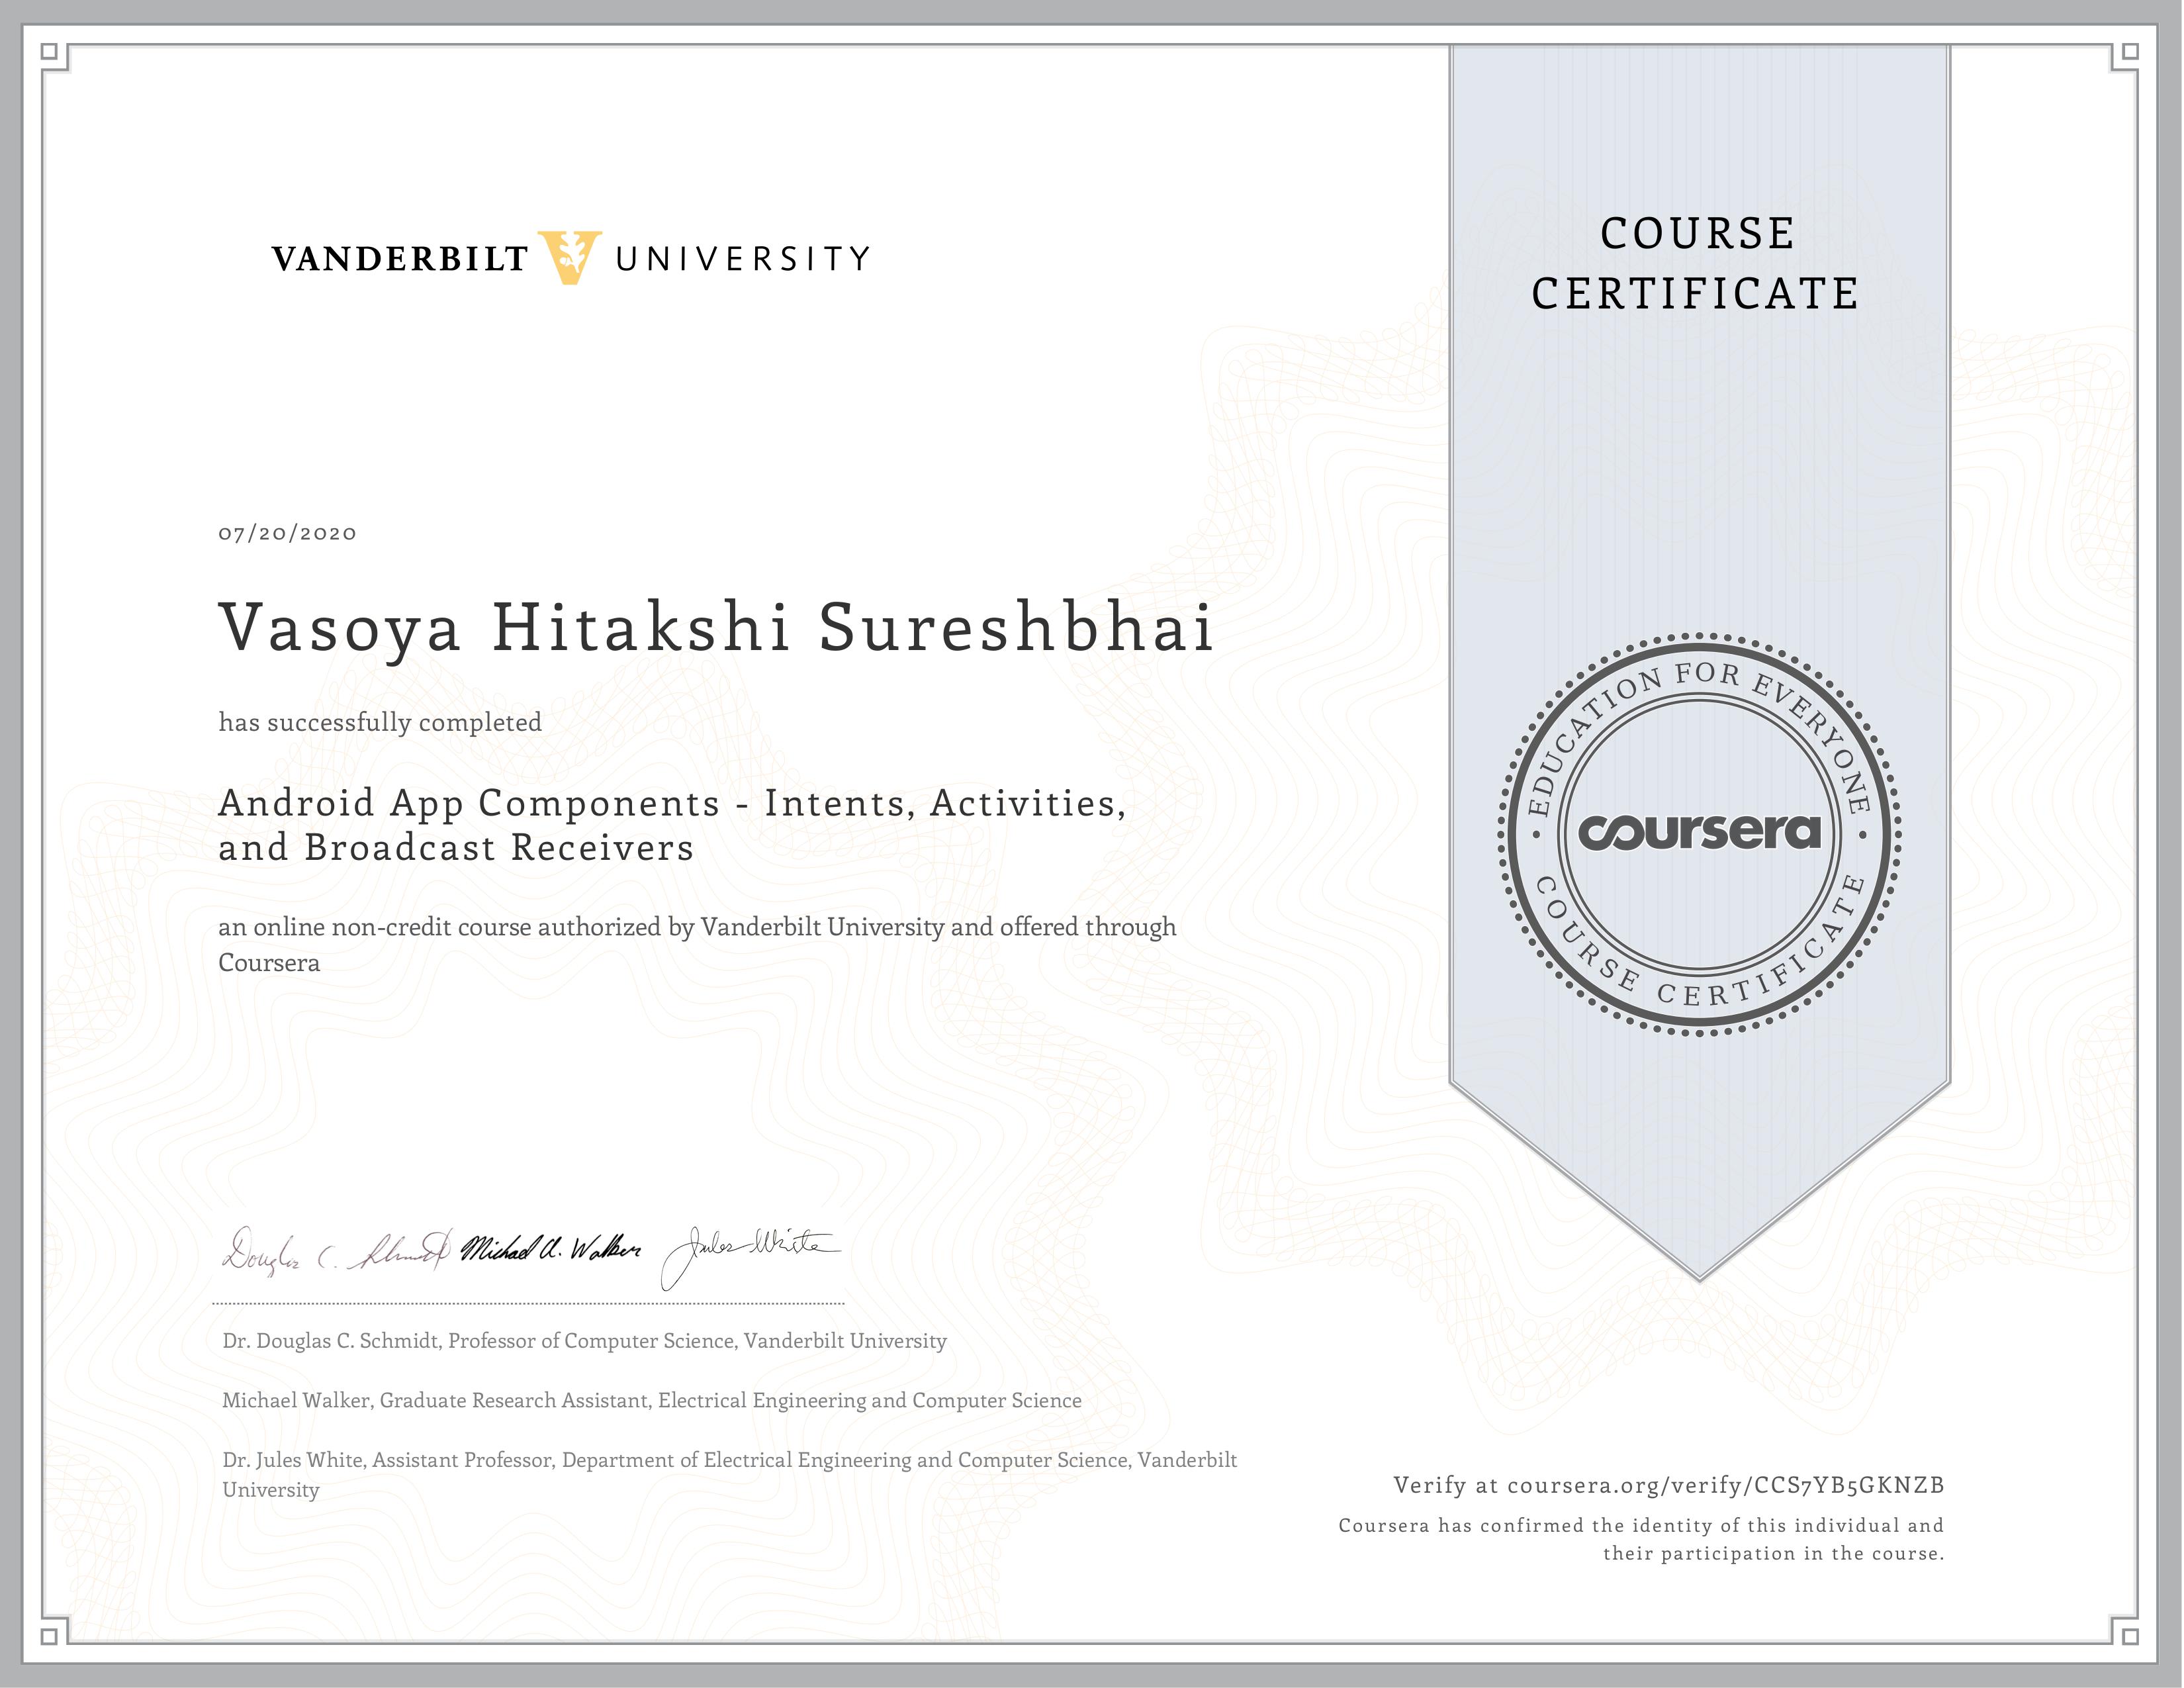 VANDERBILT V UNIVERSITY
COURSE
CERTIFICATE
07/20/2020
Vasoya Hitakshi Sureshbhai
has successfully completed
Android App Components - Intents, Activities,
and Broadcast Receivers
an online non-credit course authorized by Vanderbilt University and offered through
Coursera
EDUCATION FOR EVERYONE
coursera
COURSE CERTIFICATE
Douglas C. Schmidt Michael A. Walker Jules White
Dr. Douglas C. Schmidt, Professor of Computer Science, Vanderbilt University
Michael Walker, Graduate Research Assistant, Electrical Engineering and Computer Science
Dr. Jules White, Assistant Professor, Department of Electrical Engineering and Computer Science, Vanderbilt
University
Verify at coursera.org/verify/CCS7YB5GKNZB
Coursera has confirmed the identity of this individual and
their participation in the course.